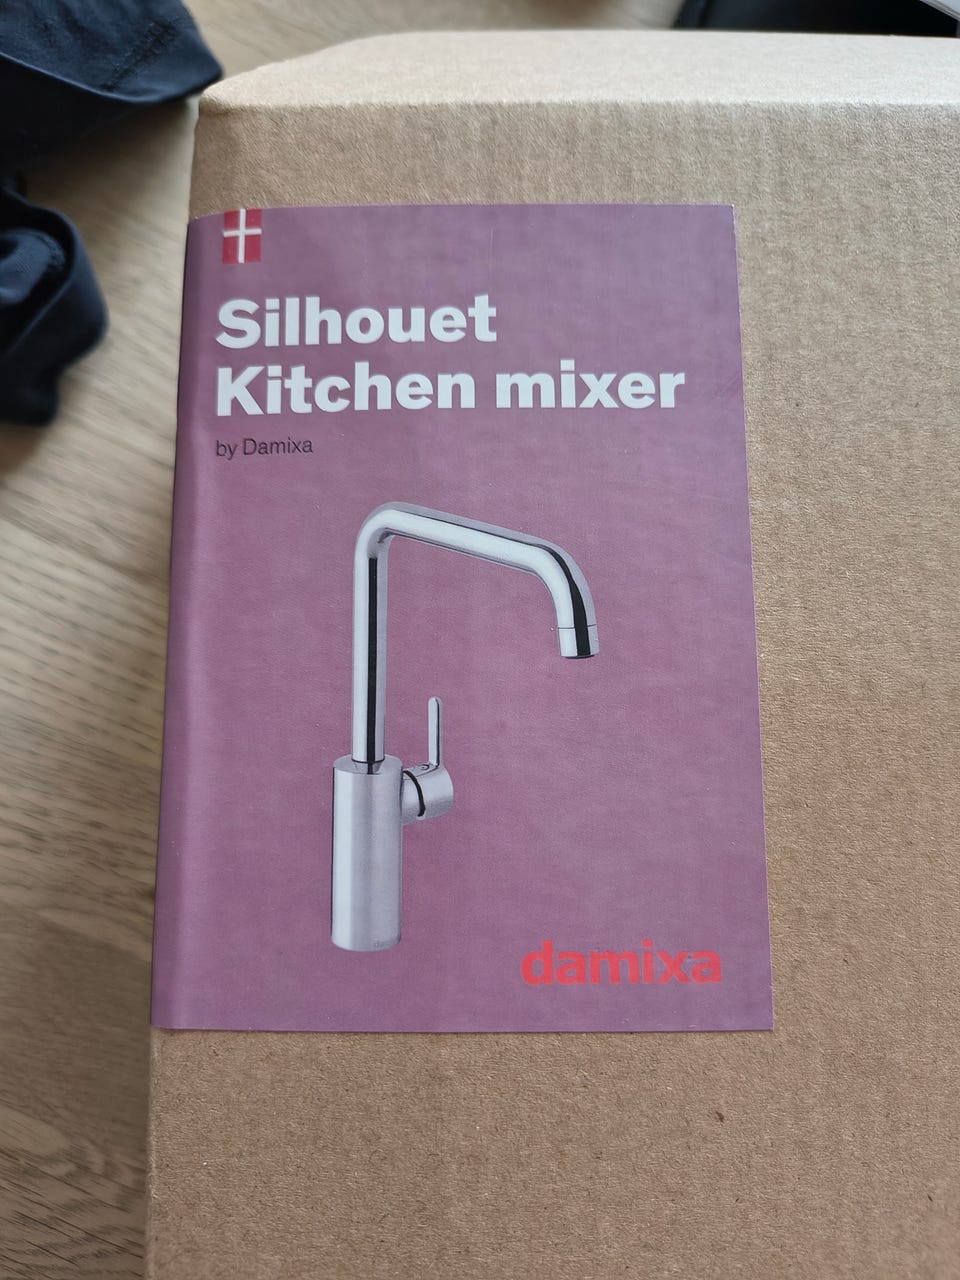 Silhouet
Kitchen mixer
by Damixa
damixa